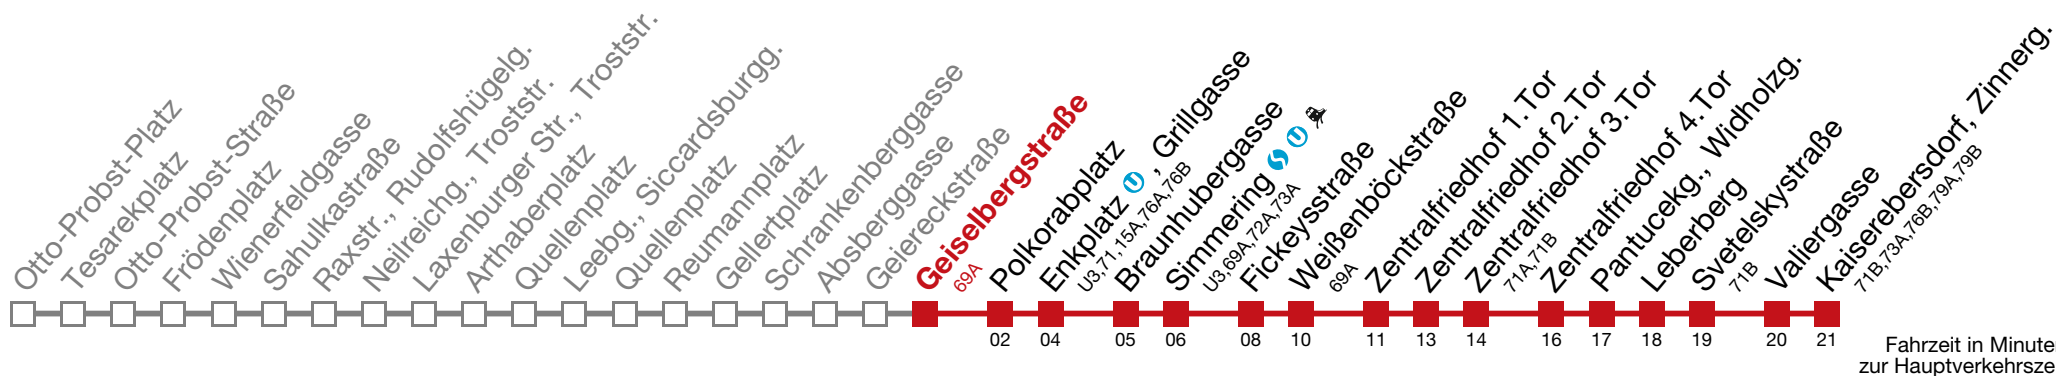 Otto-Probst-Platz
Tesarekplatz
Otto-Probst-Straße
Frödenplatz
Wienerfeldgasse
Sahulkastraße
Raxstr., Rudolfshügelg.
Neilreichg., Troststr.
Laxenburger Str., Troststr.
Arthaberplatz
Quellenplatz
Leebg., Siccardsburgg.
Quellenplatz
Reumannplatz
Gellertplatz
Schrankenberggasse
Absberggasse
Geiereckstraße
Geiselbergstraße
69A
Polkorabplatz
Enkplatz U, Grillgasse
U3,71,15A,76A,76B
Braunhubergasse
Simmering S U
U3,69A,72A,73A
Fickeysstraße
Weißenböckstraße
69A
Zentralfriedhof 1. Tor
Zentralfriedhof 2. Tor
Zentralfriedhof 3. Tor
71A,71B
Zentralfriedhof 4. Tor
Pantucekg., Widholzg.
Leberberg
Svetelskystraße
71B
Valiergasse
Kaiserebersdorf, Zinnerg.
71B,73A,76B,79A,79B
02 04 05 06 08 10 11 13 14 16 17 18 19 20 21
Fahrzeit in Minuten
zur Hauptverkehrszei